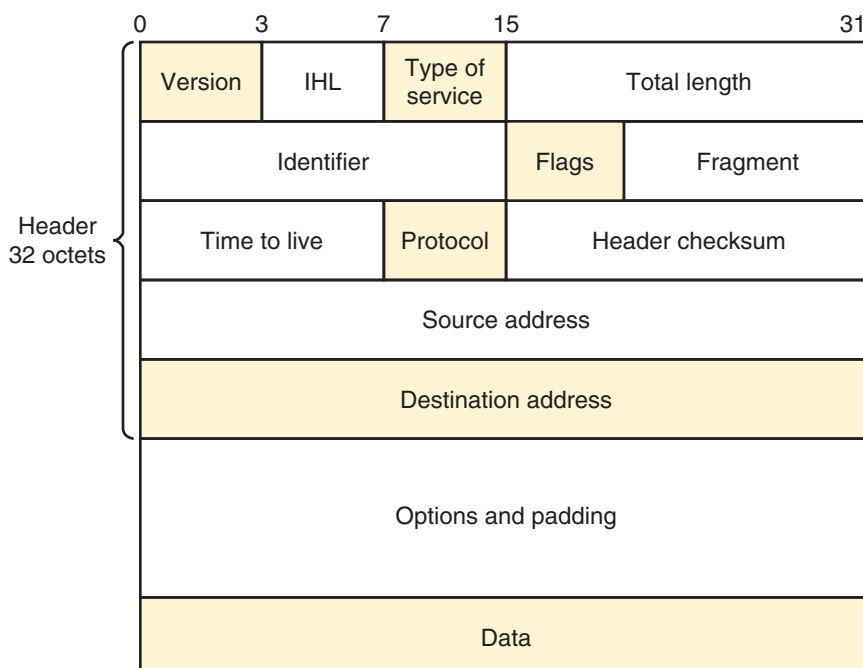 0 3 7 15 31
Version IHL Type of service Total length
Identifier Flags Fragment
Header 32 octets
Time to live Protocol Header checksum
Source address
Destination address
Options and padding
Data